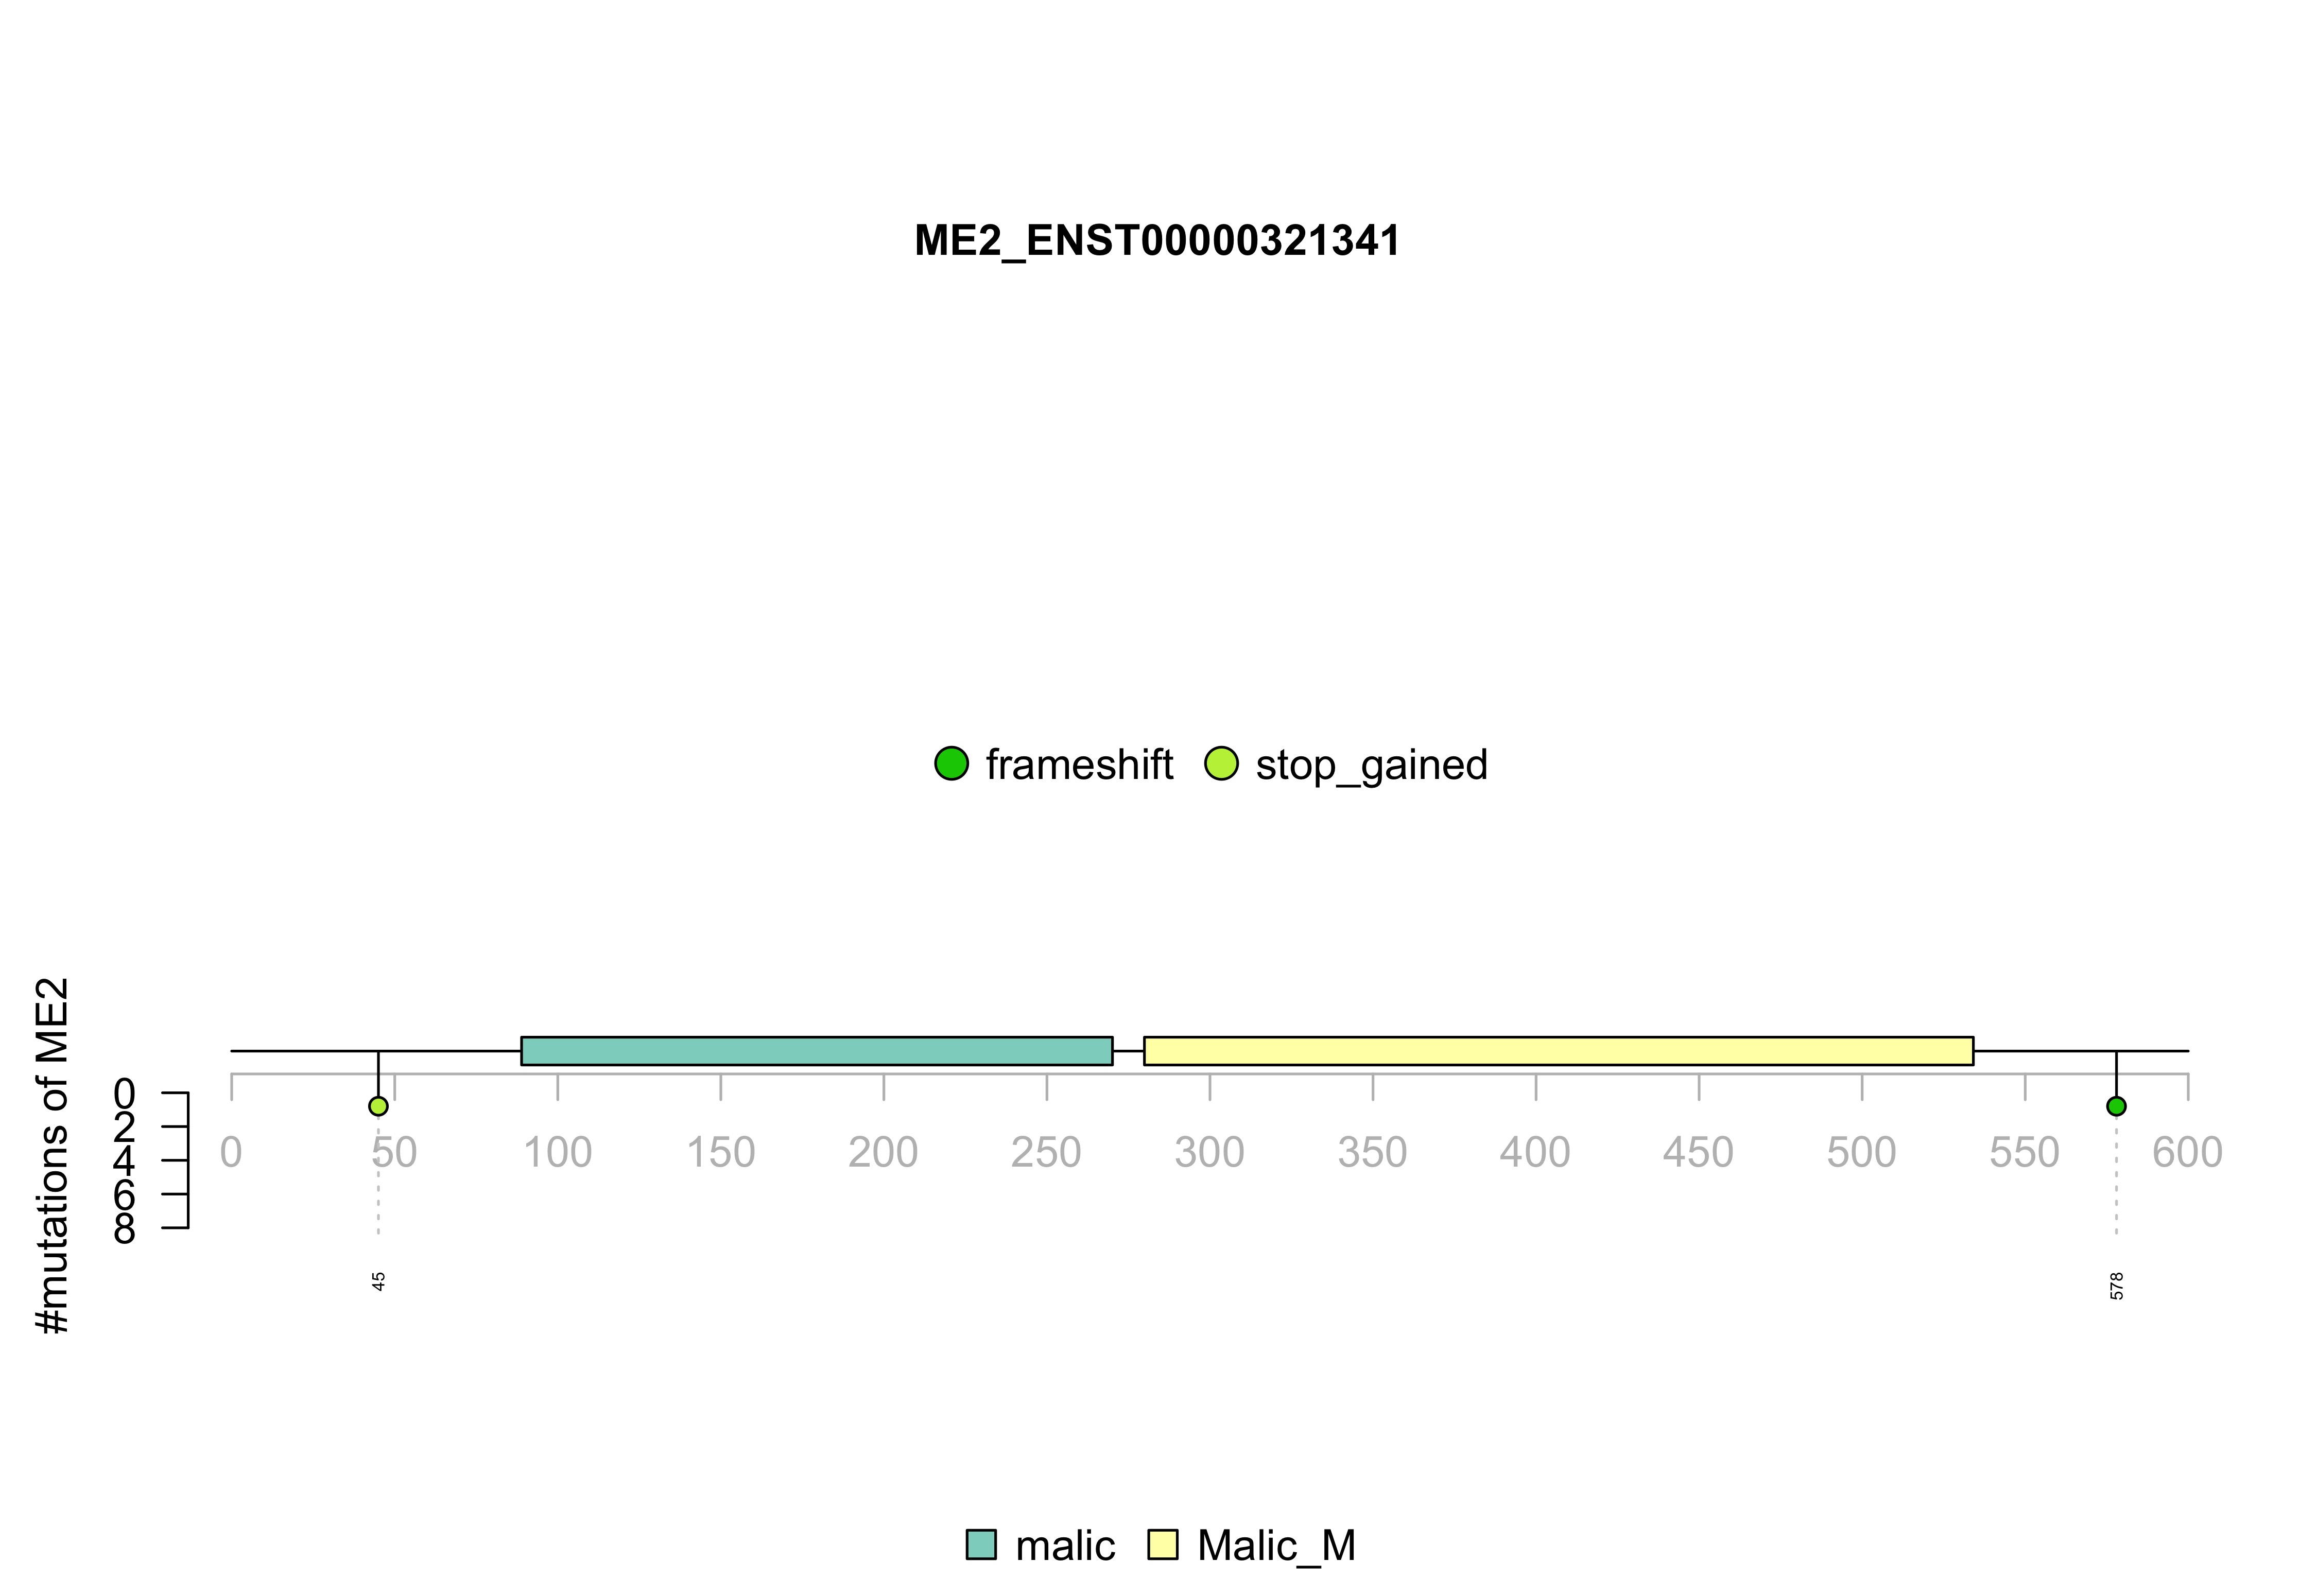 ME2_ENST00000321341
frameshift stop_gained
#mutations of ME2
0
2
4
6
8
0 50 100 150 200 250 300 350 400 450 500 550 600
45 578
malic Malic_M